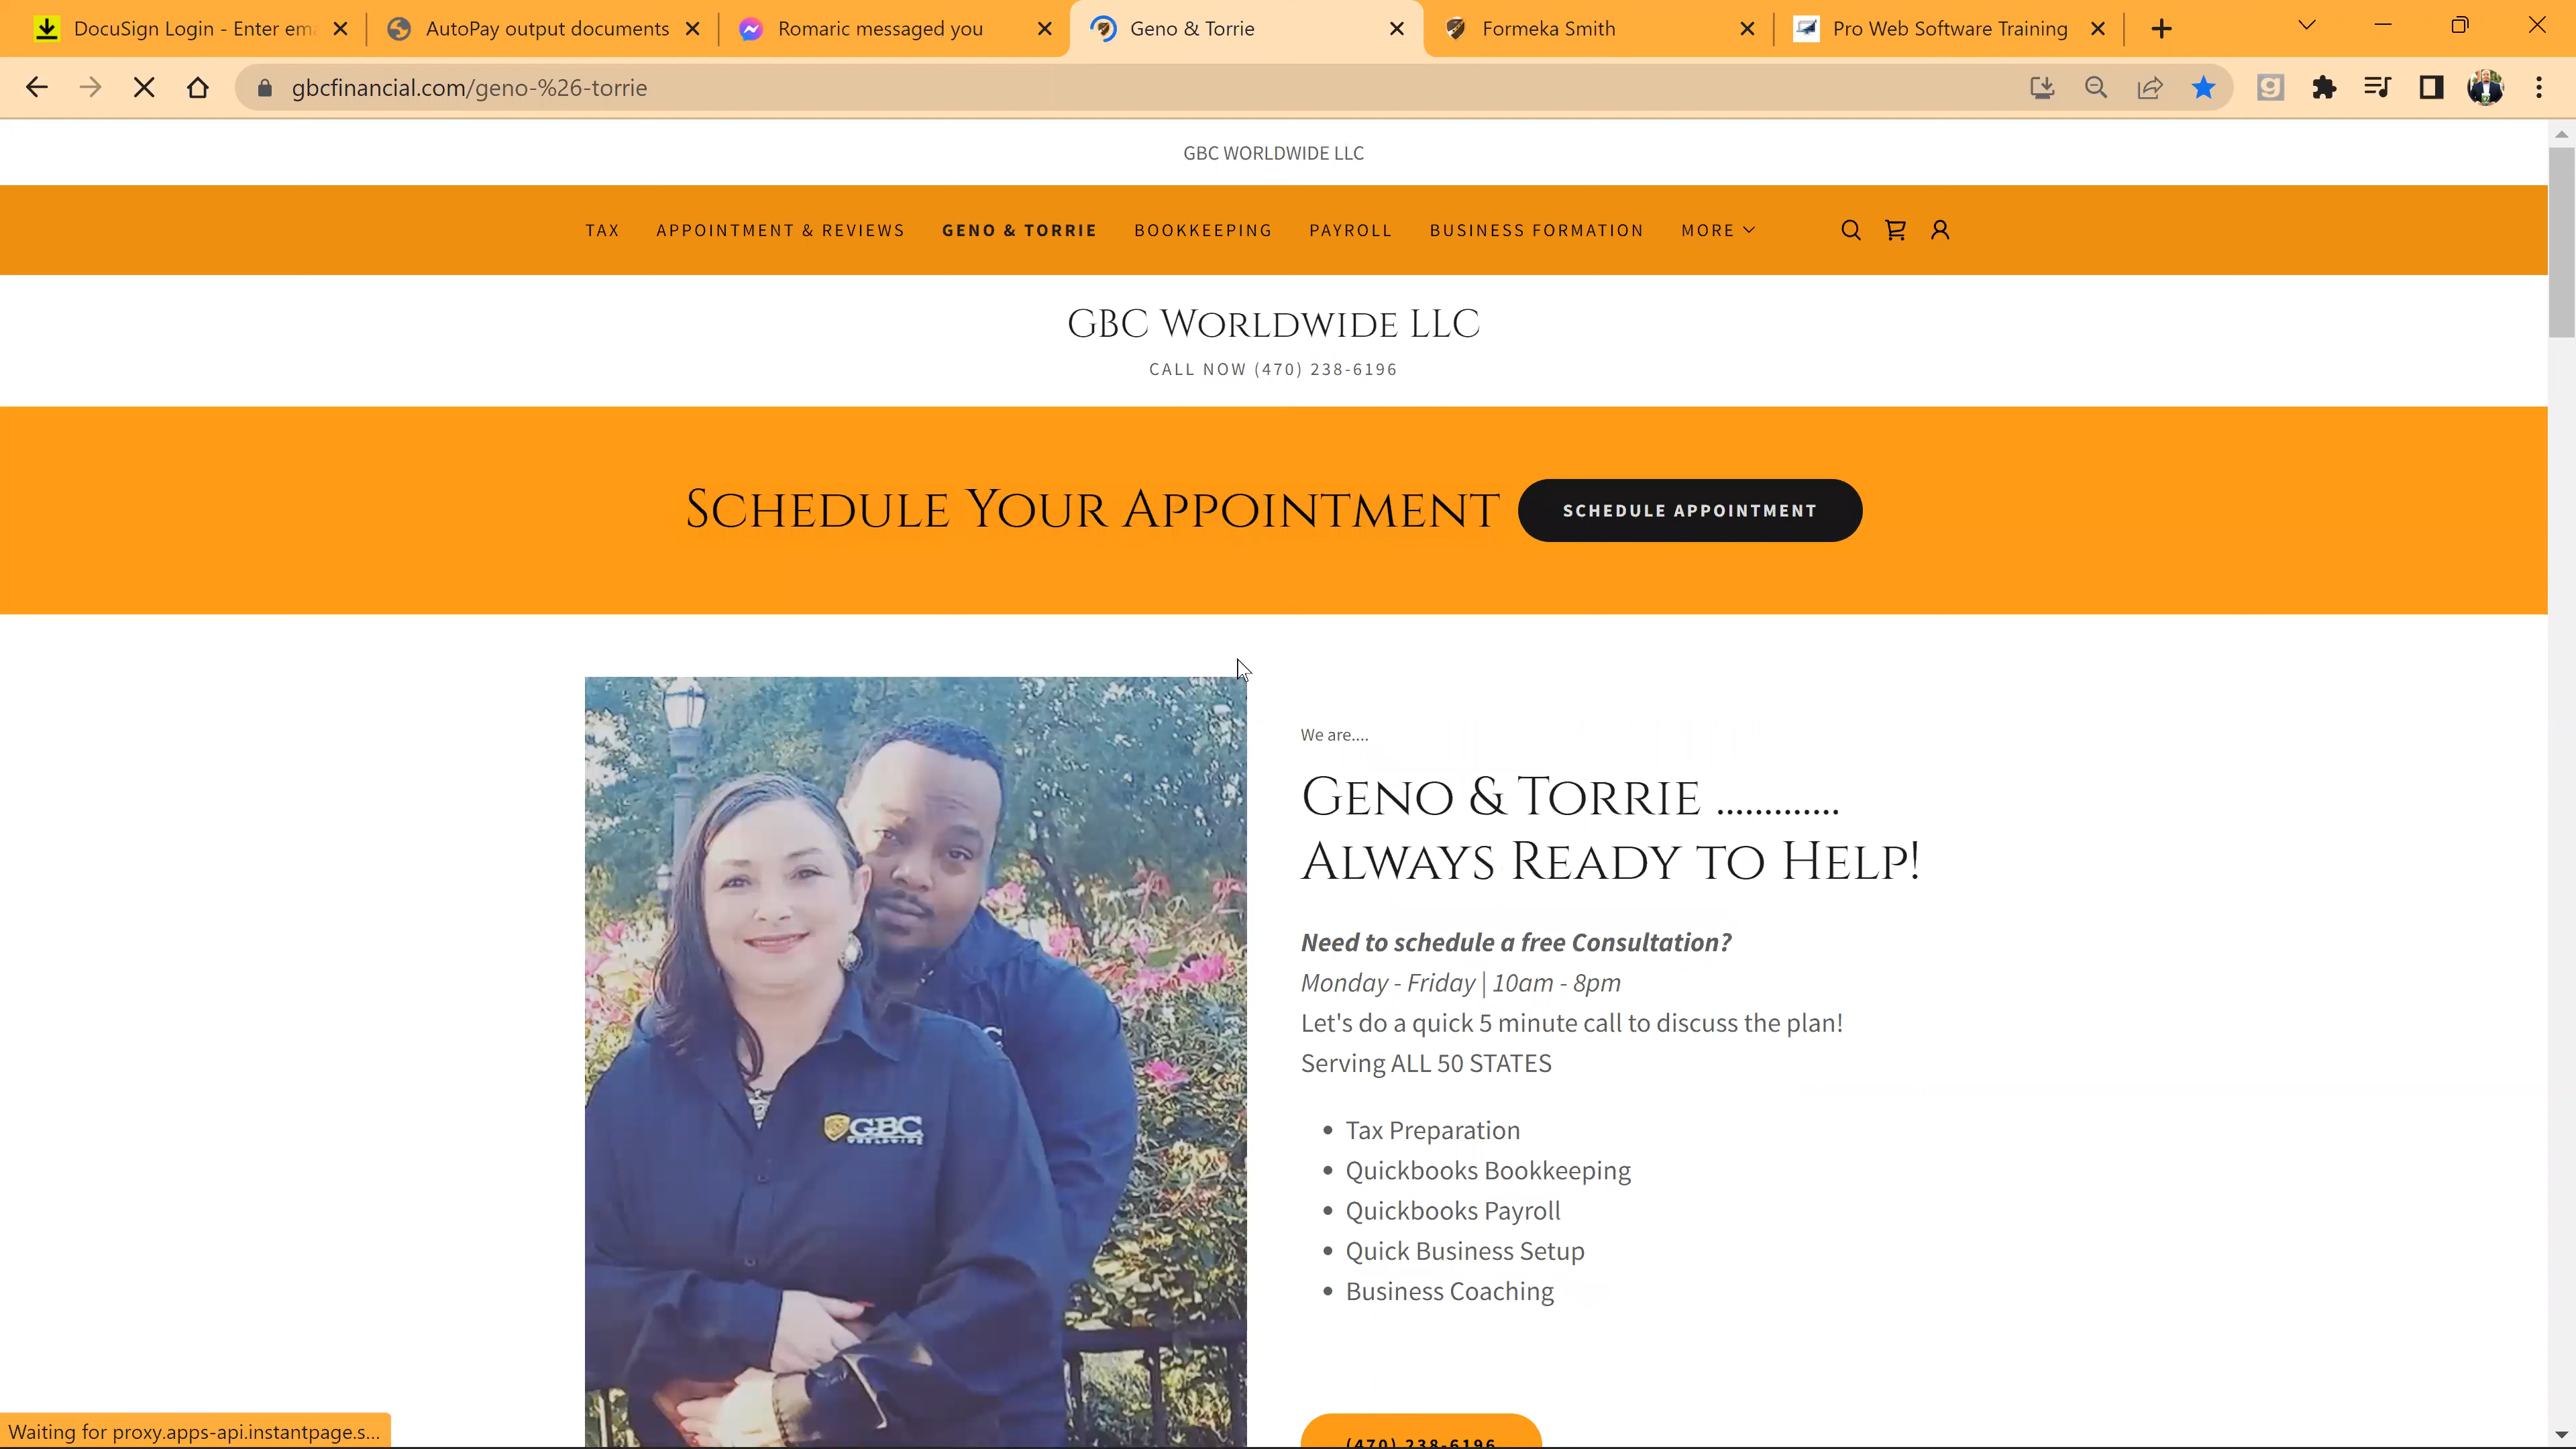 DocuSign Login - Enter em
AutoPay output documents
Romaric messaged you
Geno & Torrie
Formeka Smith
Pro Web Software Training
gbcfinancial.com/geno-%26-torrie
GBC WORLDWIDE LLC
TAX
APPOINTMENT & REVIEWS
GENO & TORRIE
BOOKKEEPING
PAYROLL
BUSINESS FORMATION
MORE
GBC WORLDWIDE LLC
CALL NOW (470) 238-6196
SCHEDULE YOUR APPOINTMENT
SCHEDULE APPOINTMENT
We are....
GENO & TORRIE .............
ALWAYS READY TO HELP!
Need to schedule a free Consultation?
Monday - Friday | 10am - 8pm
Let's do a quick 5 minute call to discuss the plan!
Serving ALL 50 STATES
• Tax Preparation
• Quickbooks Bookkeeping
• Quickbooks Payroll
• Quick Business Setup
• Business Coaching
GBC
WORLDWIDE
(470) 238-6196
Waiting for proxy.apps-api.instantpage.s...